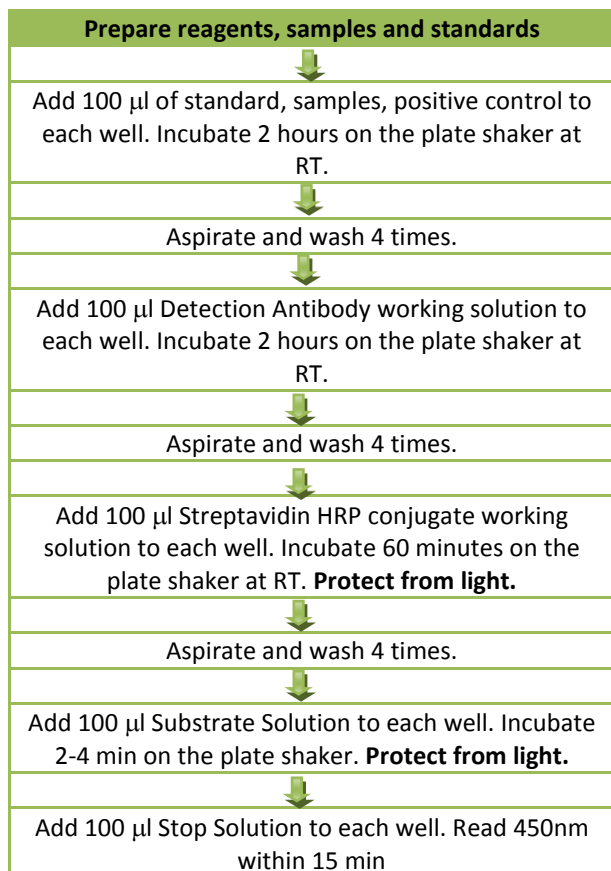 Prepare reagents, samples and standards
Add 100 μl of standard, samples, positive control to
each well. Incubate 2 hours on the plate shaker at
RT.
Aspirate and wash 4 times.
Add 100 μl Detection Antibody working solution to
each well. Incubate 2 hours on the plate shaker at
RT.
Aspirate and wash 4 times.
Add 100 μl Streptavidin HRP conjugate working
solution to each well. Incubate 60 minutes on the
plate shaker at RT. Protect from light.
Aspirate and wash 4 times.
Add 100 μl Substrate Solution to each well. Incubate
2-4 min on the plate shaker. Protect from light.
Add 100 μl Stop Solution to each well. Read 450nm
within 15 min